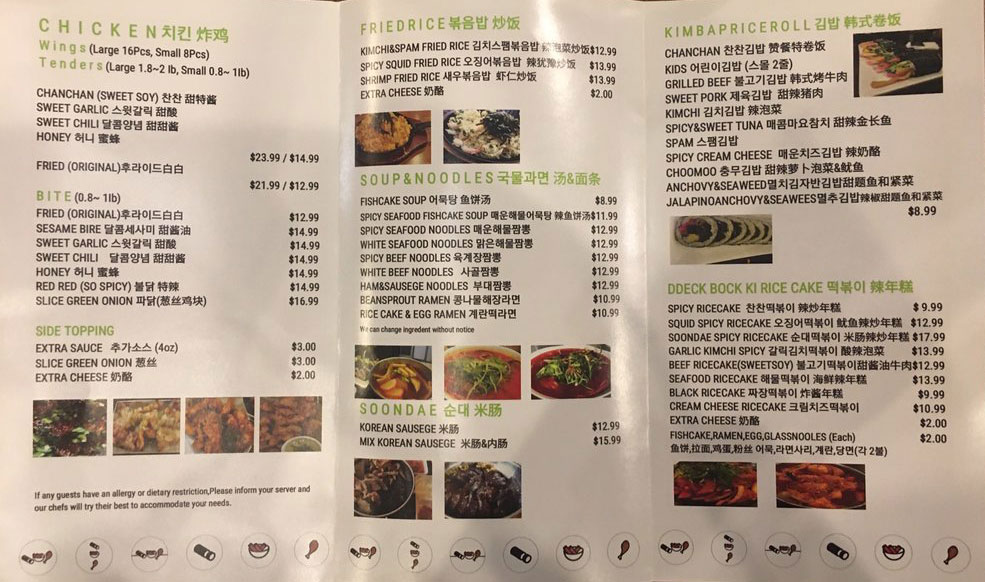 CHICKEN 치킨 炸鸡
Wings (Large 16Pcs, Small 8Pcs)
Tenders (Large 1.8~2 lb, Small 0.8~ 1lb)
CHANCHAN (SWEET SOY) 찬찬 甜特酱
SWEET GARLIC 스윗갈릭 甜酸
SWEET CHILI 달콤양념 甜甜酱
HONEY 허니 蜜蜂
$23.99 / $14.99
FRIED (ORIGINAL)후라이드白白
$21.99 / $12.99
BITE (0.8~ 1lb)
FRIED (ORIGINAL)후라이드白白 $12.99
SESAME BIRE 달콤세사미 甜酱油 $14.99
SWEET GARLIC 스윗갈릭 甜酸 $14.99
SWEET CHILI 달콤양념 甜甜酱 $14.99
HONEY 허니 蜜蜂 $14.99
RED RED (SO SPICY) 불닭 特辣 $14.99
SLICE GREEN ONION 파닭(葱丝鸡块) $16.99
SIDE TOPPING
EXTRA SAUCE 추가소스 (4oz) $3.00
SLICE GREEN ONION 葱丝 $3.00
EXTRA CHEESE 奶酪 $2.00
If any guests have an allergy or dietary restriction,Please inform your server and
our chefs will try their best to accommodate your needs.
FRIEDRICE 볶음밥 炒饭
KIMCHI&SPAM FRIED RICE 김치스팸볶음밥 辣泡菜炒飯$12.99
SPICY SQUID FRIED RICE 오징어볶음밥 辣犹豫炒飯 $13.99
SHRIMP FRIED RICE 새우볶음밥 虾仁炒飯 $13.99
EXTRA CHEESE 奶酪 $2.00
SOUP&NOODLES 국물과면 汤&面条
FISHCAKE SOUP 어묵탕 鱼饼汤 $8.99
SPICY SEAFOOD FISHCAKE SOUP 매운해물어묵탕 辣鱼饼汤$11.99
SPICY SEAFOOD NOODLES 매운해물짬뽕 $12.99
WHITE SEAFOOD NOODLES 맑은해물짬뽕 $12.99
SPICY BEEF NOODLES 육계장짬뽕 $12.99
WHITE BEEF NOODLES 사골짬뽕 $12.99
HAM&SAUSEGE NOODLES 부대짬뽕 $12.99
BEANSPROUT RAMEN 콩나물해장라면 $10.99
RICE CAKE & EGG RAMEN 계란떡라면 $10.99
We can change ingredent without notice
SOONDAE 순대 米肠
KOREAN SAUSEGE 米肠 $12.99
MIX KOREAN SAUSEGE 米肠&内肠 $15.99
KIMBAPRICEROLL 김밥 韩式卷饭
CHANCHAN 찬찬김밥 赞餐特卷饭
KIDS 어린이김밥 (스몰 2줄)
GRILLED BEEF 불고기김밥 韩式烤牛肉
SWEET PORK 제육김밥 甜辣猪肉
KIMCHI 김치김밥 辣泡菜
SPICY&SWEET TUNA 매콤마요참치 甜辣金长鱼
SPAM 스팸김밥
SPICY CREAM CHEESE 매운치즈김밥 辣奶酪
CHOOMOO 충무김밥 甜辣萝卜泡菜&鱿鱼
ANCHOVY&SEAWEED멸치김자반김밥甜题鱼和紧菜
JALAPINOANCHOVY&SEAWEES멸추김밥辣椒甜题鱼和紧菜
$8.99
DDECK BOCK KI RICE CAKE 떡볶이 辣年糕
SPICY RICECAKE 찬찬떡볶이 辣炒年糕 $ 9.99
SQUID SPICY RICECAKE 오징어떡볶이 鱿鱼辣炒年糕 $12.99
SOONDAE SPICY RICECAKE 순대떡볶이 米肠辣炒年糕 $17.99
GARLIC KIMCHI SPICY 갈릭김치떡볶이 酸辣泡菜 $13.99
BEEF RICECAKE(SWEETSOY) 불고기떡볶이甜酱油牛肉$12.99
SEAFOOD RICECAKE 해물떡볶이 海鲜辣年糕 $13.99
BLACK RICECAKE 짜장떡볶이 炸酱年糕 $9.99
CREAM CHEESE RICECAKE 크림치즈떡볶이 $10.99
EXTRA CHEESE 奶酪 $2.00
FISHCAKE,RAMEN,EGG,GLASSNOOLES (Each) $2.00
鱼饼,拉面,鸡蛋,粉丝 어묵,라면사리,계란,당면(각 2불)